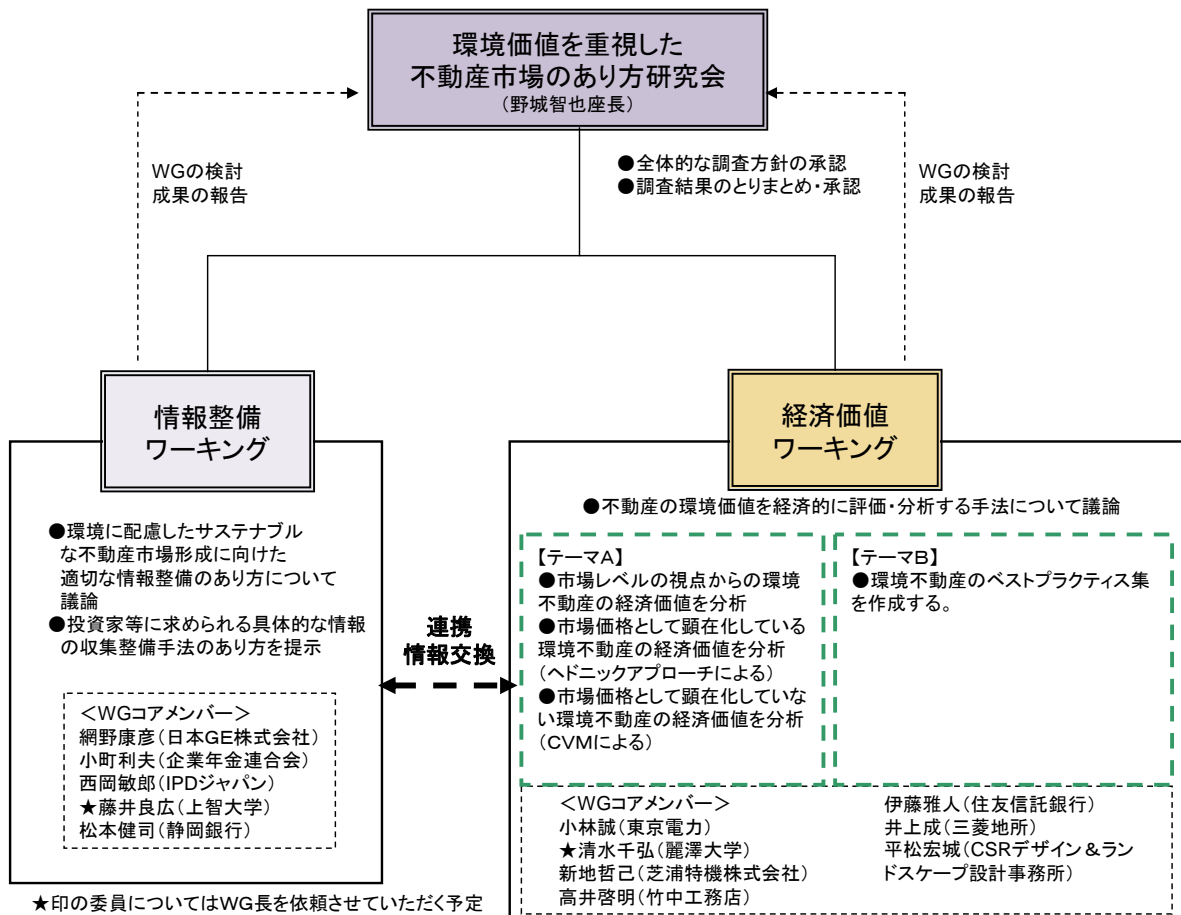 環境価値を重視した
不動産市場のあり方研究会
（野城智也座長）
WGの検討
成果の報告
●全体的な調査方針の承認
●調査結果のとりまとめ・承認
WGの検討
成果の報告
情報整備
ワーキング
●環境に配慮したサステナブル
な不動産市場形成に向けた
適切な情報整備のあり方について
議論
●投資家等に求められる具体的な情報
の収集整備手法のあり方を提示
＜WGコアメンバー＞
網野康彦（日本GE株式会社）
小町利夫（企業年金連合会）
西岡敏郎（IPDジャパン）
★藤井良広（上智大学）
松本健司（静岡銀行）
連携
情報交換
経済価値
ワーキング
●不動産の環境価値を経済的に評価・分析する手法について議論
【テーマA】
●市場レベルの視点からの環境
不動産の経済価値を分析
●市場価格として顕在化している
環境不動産の経済価値を分析
（ヘドニックアプローチによる）
●市場価格として顕在化していな
い環境不動産の経済価値を分析
（CVMによる）
【テーマB】
●環境不動産のベストプラクティス集
を作成する。
＜WGコアメンバー＞
小林誠（東京電力）
★清水千弘（麗澤大学）
新地哲己（芝浦特機株式会社）
高井啓明（竹中工務店）
伊藤雅人（住友信託銀行）
井上成（三菱地所）
平松宏城（CSRデザイン＆ラン
ドスケープ設計事務所）
★印の委員についてはWG長を依頼させていただく予定